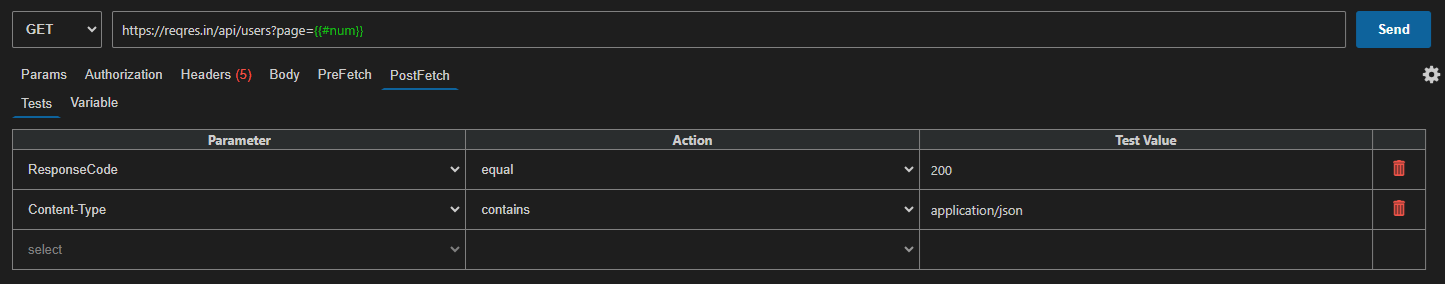 GET https://reqres.in/api/users?page={{#num}} Send
Params Authorization Headers (5) Body PreFetch PostFetch
Tests Variable
Parameter Action Test Value
ResponseCode equal 200
Content-Type contains application/json
select